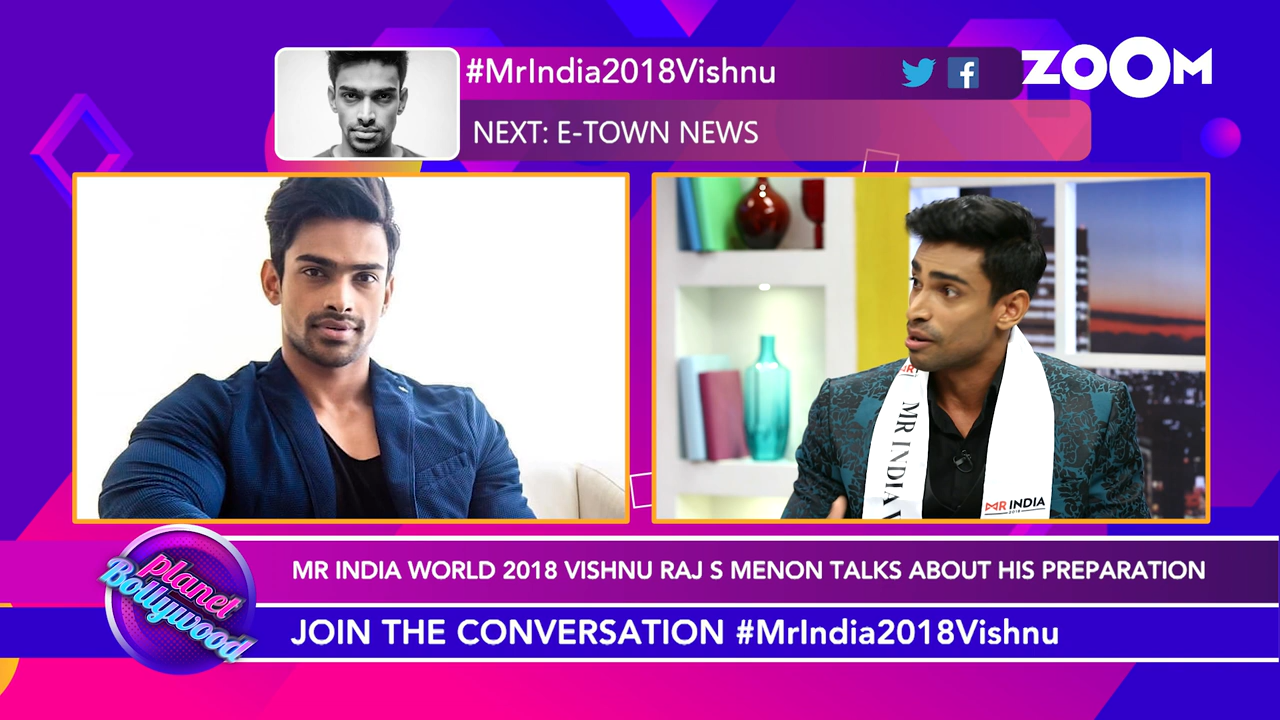 #MrIndia2018Vishnu
ZOOM
NEXT: E-TOWN NEWS
MR INDIA
MR INDIA
2018
planet
Bollywood
MR INDIA WORLD 2018 VISHNU RAJ S MENON TALKS ABOUT HIS PREPARATION
JOIN THE CONVERSATION #MrIndia2018Vishnu